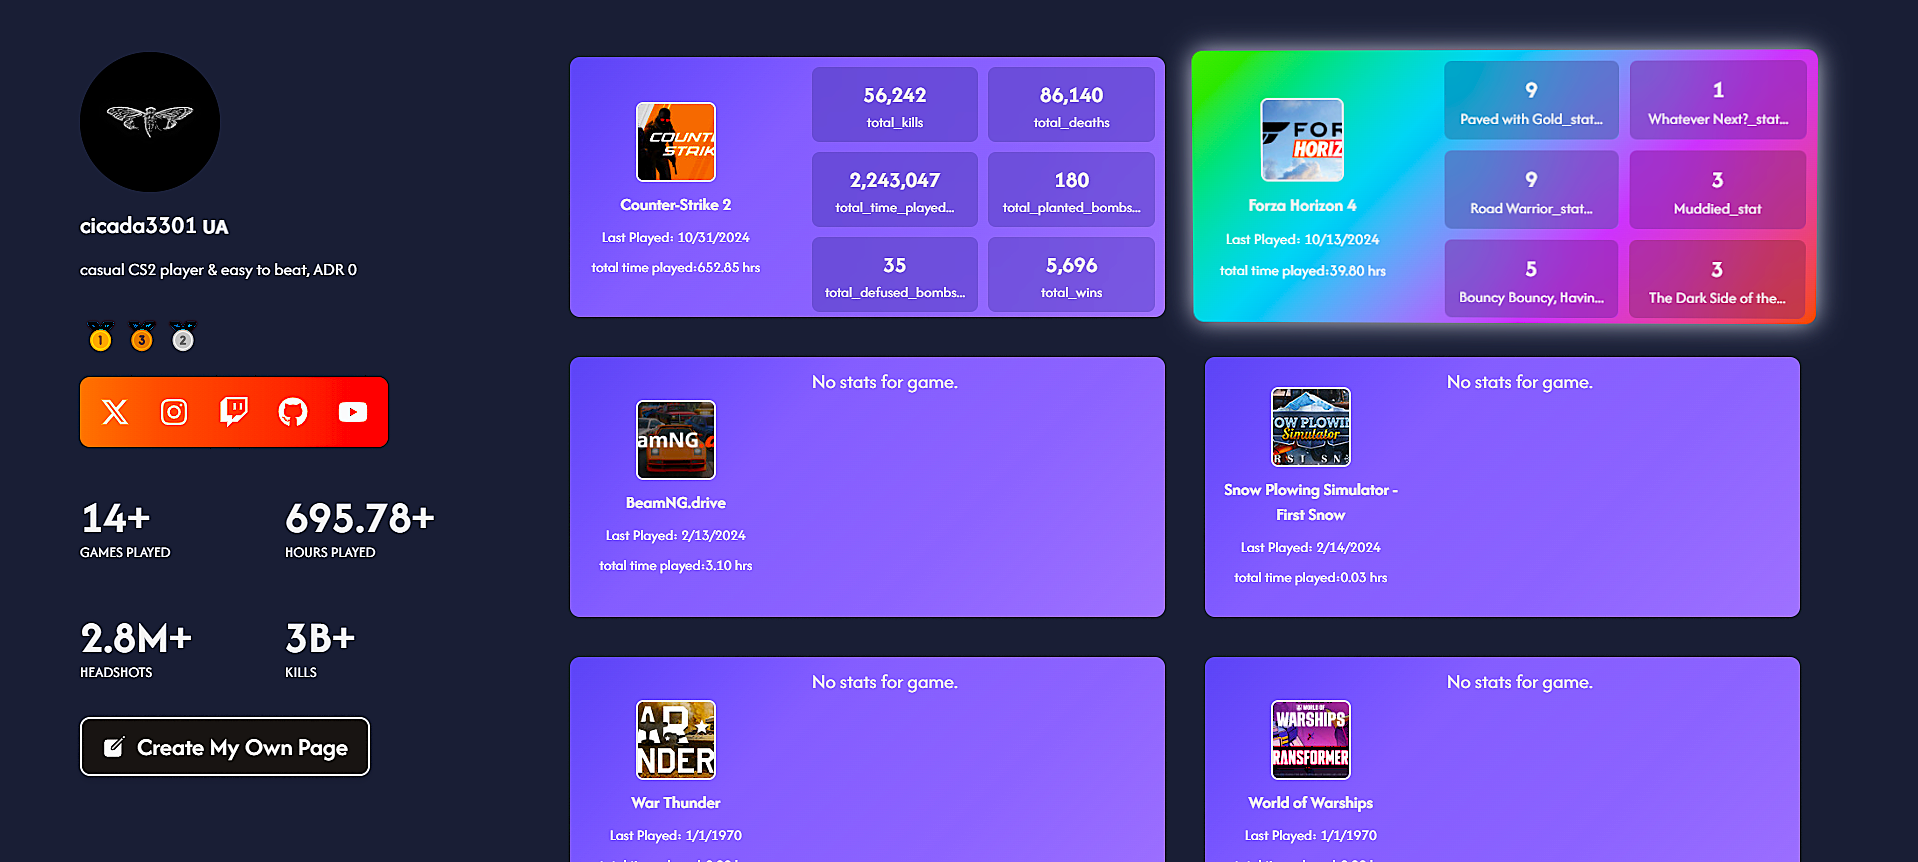 cicada3301 UA
casual CS2 player & easy to beat, ADR 0
1 3 2
14+
GAMES PLAYED
695.78+
HOURS PLAYED
2.8M+
HEADSHOTS
3B+
KILLS
Create My Own Page
COUNT
STRIK
Counter-Strike 2
Last Played: 10/31/2024
total time played:652.85 hrs
56,242
total_kills
86,140
total_deaths
2,243,047
total_time_played...
180
total_planted_bombs...
35
total_defused_bombs...
5,696
total_wins
FOR
HORIZ
Forza Horizon 4
Last Played: 10/13/2024
total time played:39.80 hrs
9
Paved with Gold_stat...
1
Whatever Next?_stat...
9
Road Warrior_stat...
3
Muddied_stat
5
Bouncy Bouncy, Havin...
3
The Dark Side of the...
amNG
BeamNG.drive
Last Played: 2/13/2024
total time played:3.10 hrs
No stats for game.
OW PLOWIN
Simulator
RST SN
Snow Plowing Simulator -
First Snow
Last Played: 2/14/2024
total time played:0.03 hrs
No stats for game.
AR
NDER
War Thunder
Last Played: 1/1/1970
No stats for game.
WORLD OF
WARSHIPS
RANSFORMER
World of Warships
Last Played: 1/1/1970
No stats for game.